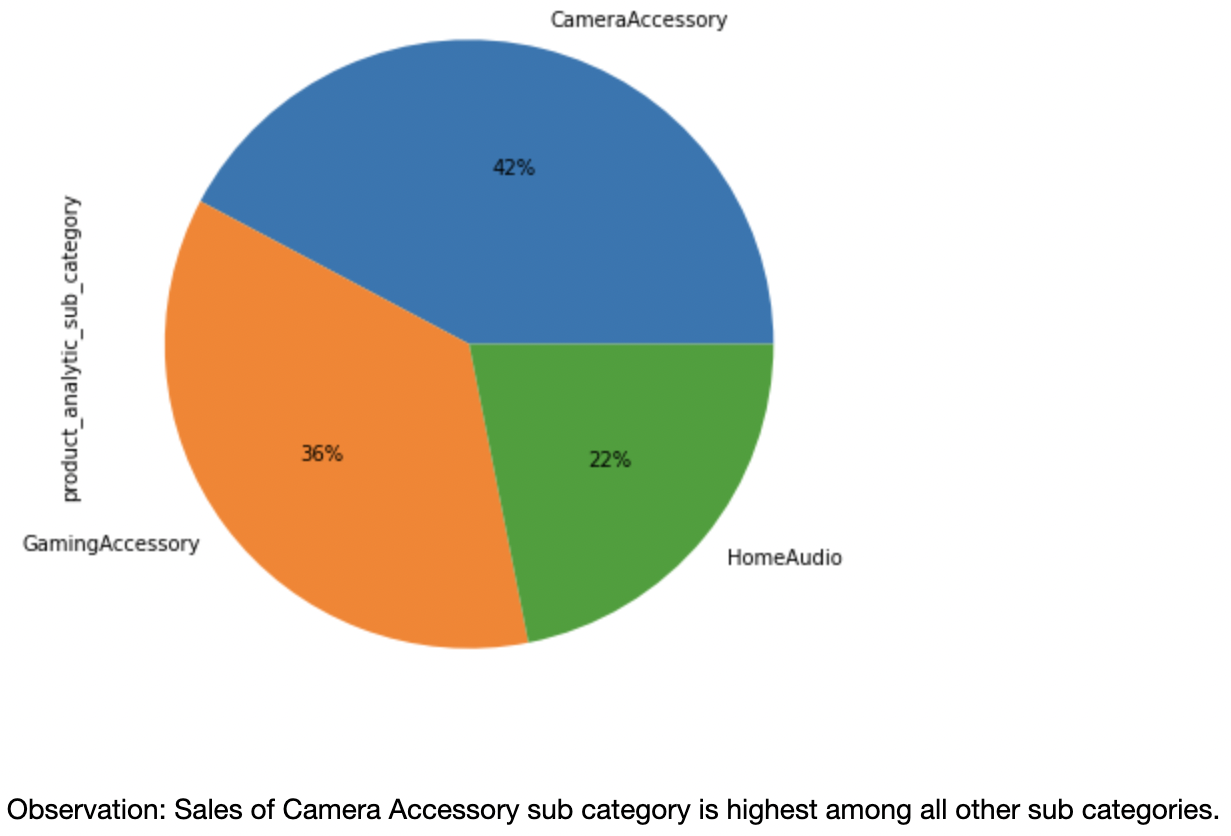 CameraAccessory
42%
product_analytic_sub_category
36%
22%
GamingAccessory
HomeAudio
Observation: Sales of Camera Accessory sub category is highest among all other sub categories.